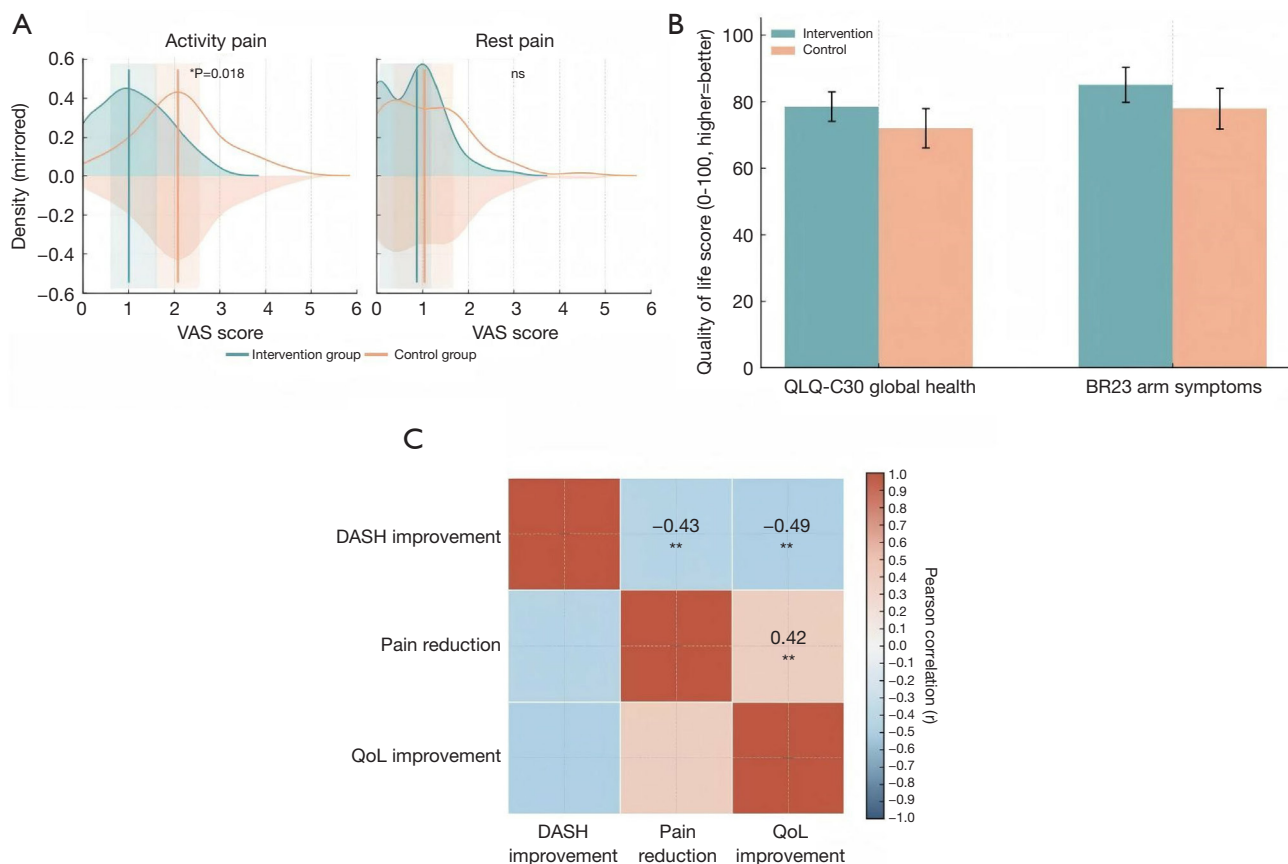 A
Activity pain
Rest pain
*P=0.018
ns
Density (mirrored)
0.6
0.4
0.2
0.0
−0.2
−0.4
−0.6
0 1 2 3 4 5 6
0 1 2 3 4 5 6
VAS score
VAS score
Intervention group
Control group
B
Intervention
Control
Quality of life score (0-100, higher=better)
100
80
60
40
20
0
QLQ-C30 global health
BR23 arm symptoms
C
DASH improvement
Pain reduction
QoL improvement
−0.43
**
−0.49
**
0.42
**
DASH
improvement
Pain
reduction
QoL
improvement
1.0
0.9
0.8
0.7
0.6
0.5
0.4
0.3
0.2
0.1
0.0
−0.1
−0.2
−0.3
−0.4
−0.5
−0.6
−0.7
−0.8
−0.9
−1.0
Pearson correlation (r)